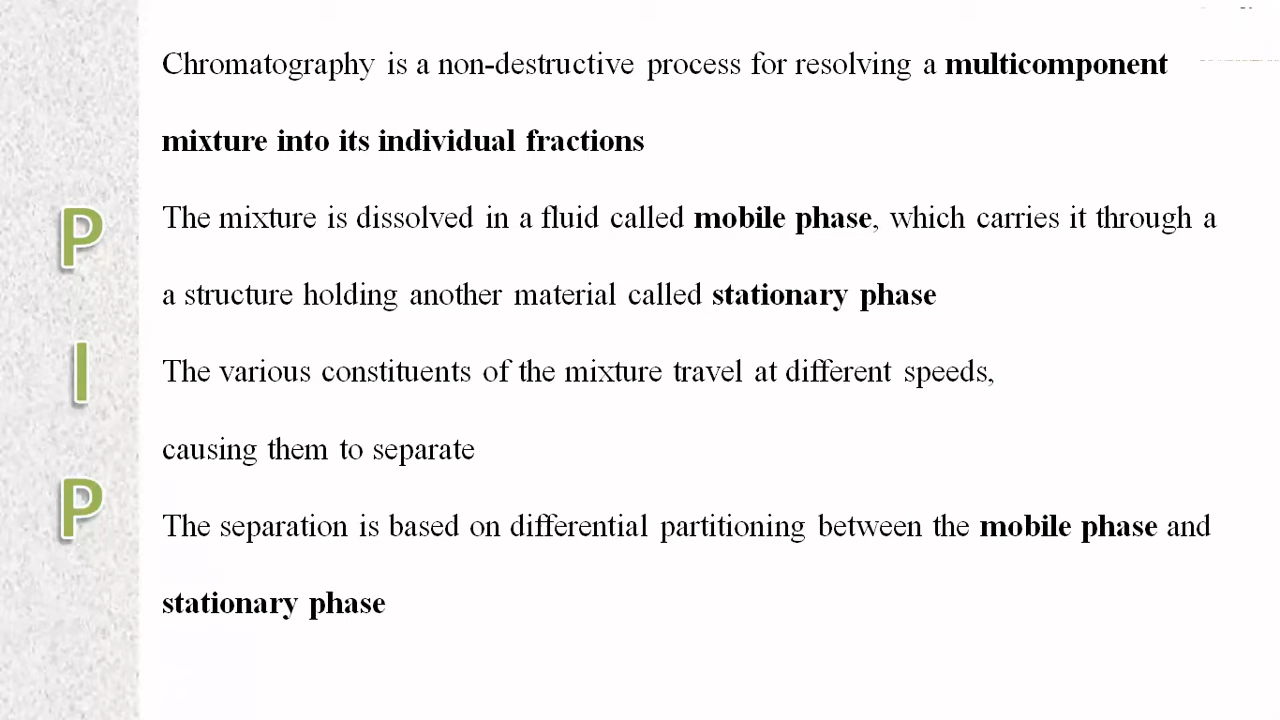 Chromatography is a non-destructive process for resolving a multicomponent
mixture into its individual fractions
The mixture is dissolved in a fluid called mobile phase, which carries it through a
a structure holding another material called stationary phase
The various constituents of the mixture travel at different speeds,
causing them to separate
The separation is based on differential partitioning between the mobile phase and
stationary phase
P
I
P